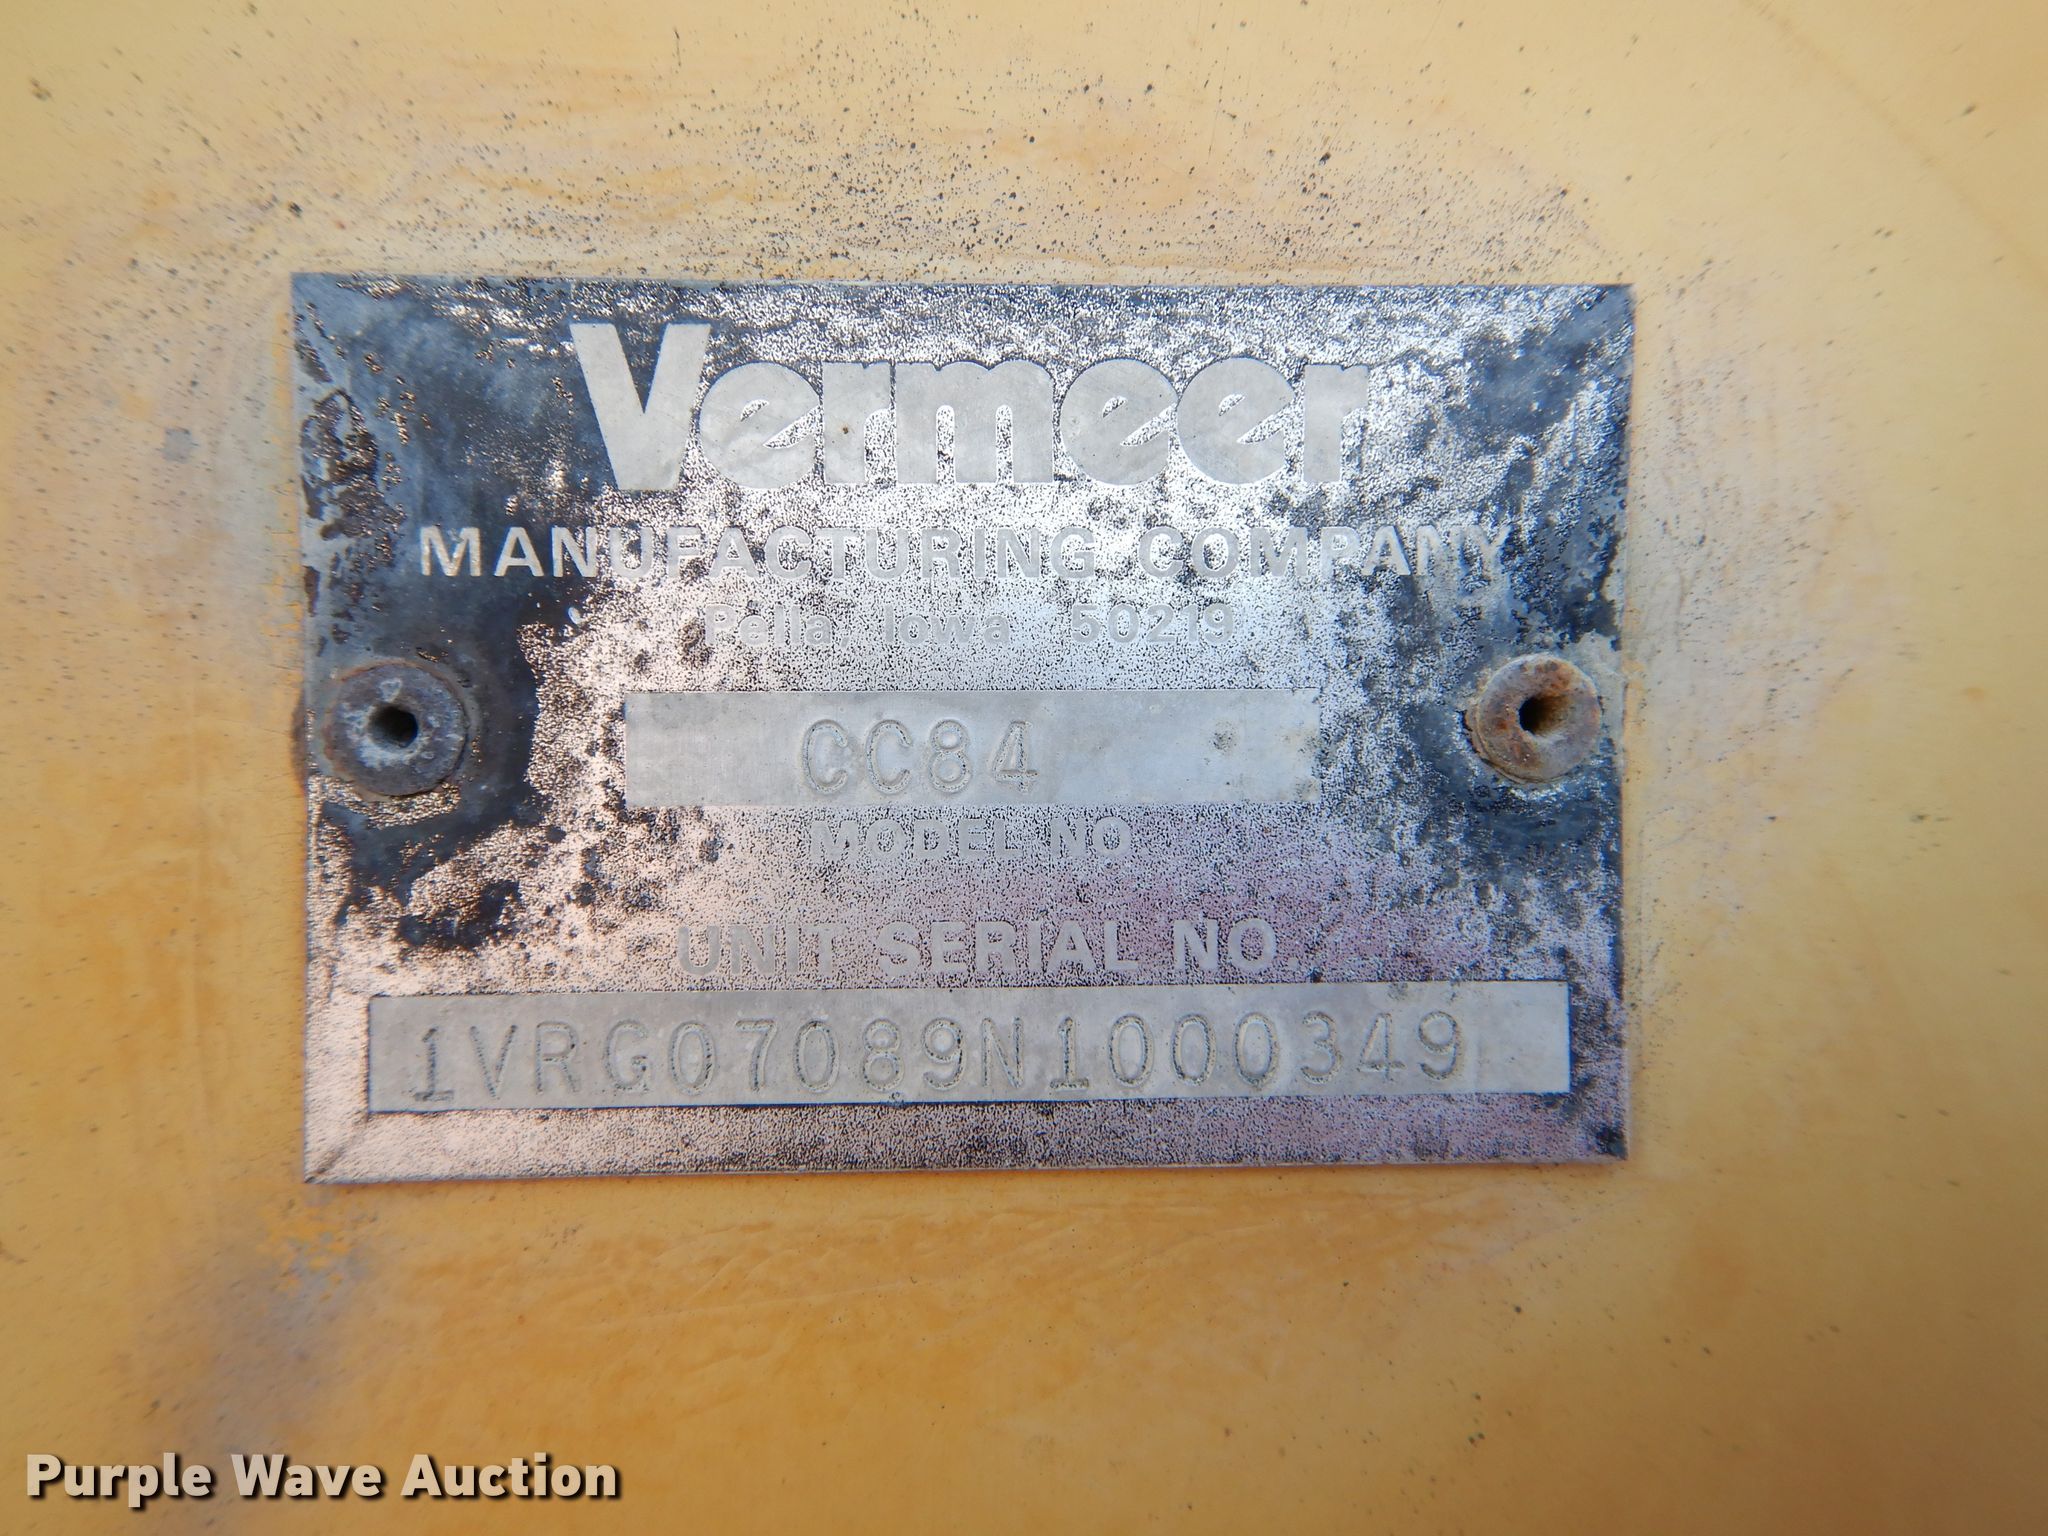 Vermeer
MANUFACTURING COMPANY
Pella, Iowa 50219
CC84
MODEL NO
UNIT SERIAL NO.
1VRG07089N1000349
Purple Wave Auction